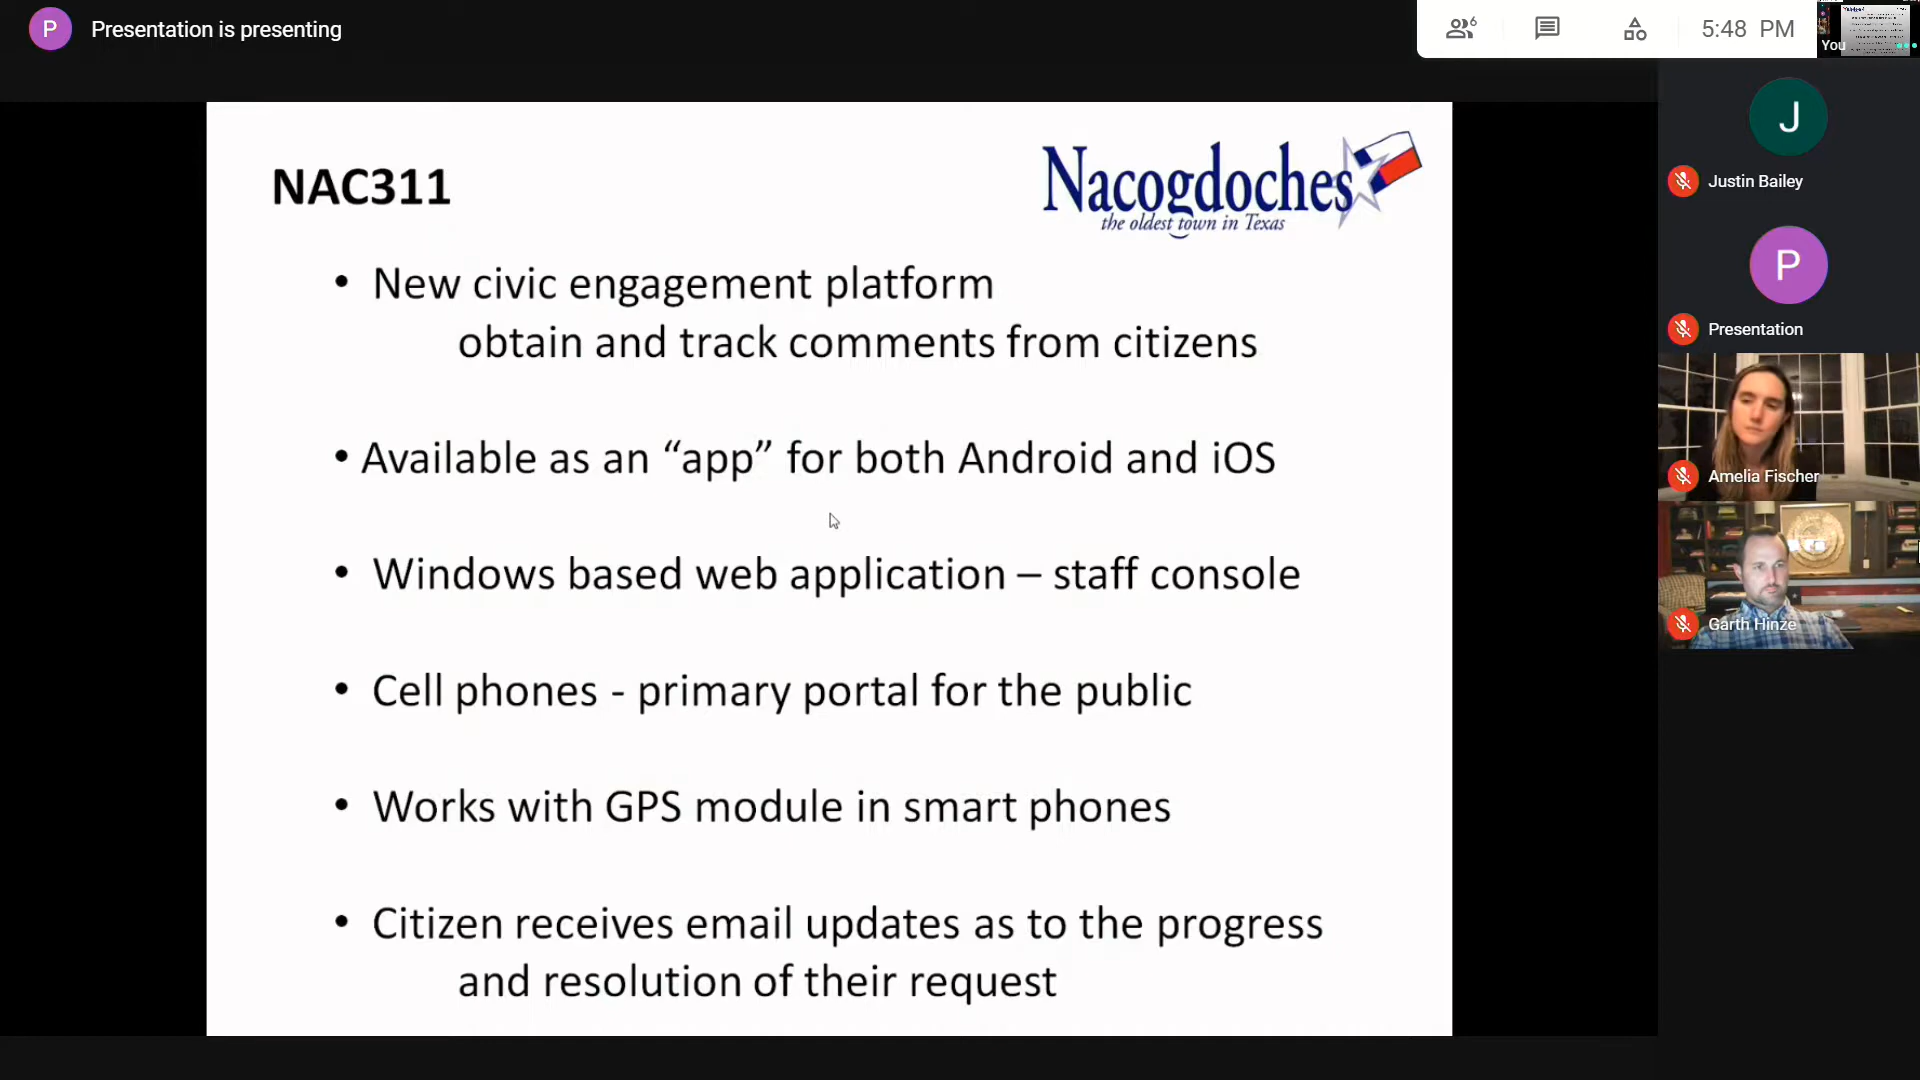 P Presentation is presenting
6
5:48 PM
You
NAC311
Nacogdoches
the oldest town in Texas
• New civic engagement platform
obtain and track comments from citizens
• Available as an “app” for both Android and iOS
• Windows based web application – staff console
• Cell phones - primary portal for the public
• Works with GPS module in smart phones
• Citizen receives email updates as to the progress
and resolution of their request
J
Justin Bailey
P
Presentation
Amelia Fischer
Garth Hinze